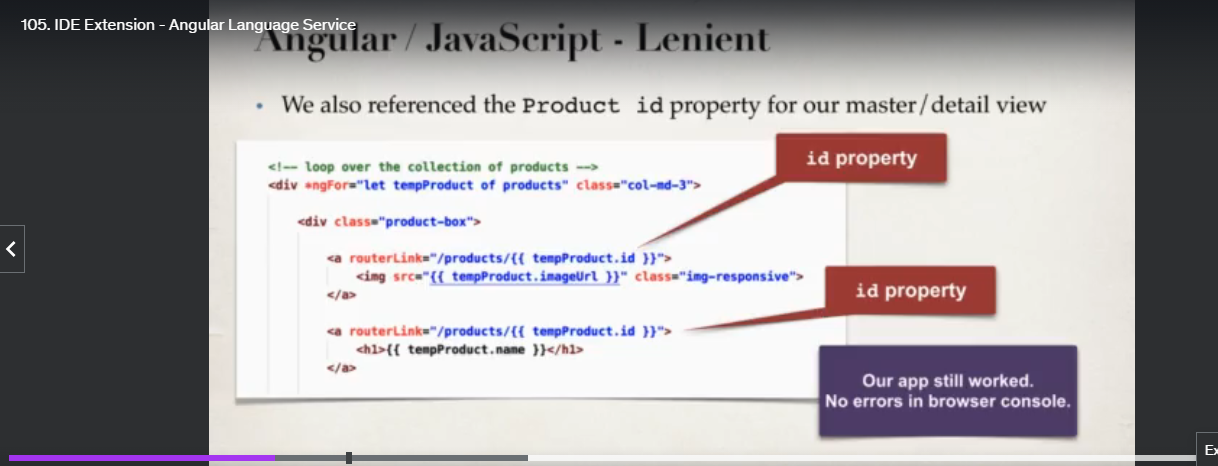 105. IDE Extension - Angular Language Service
Angular / JavaScript - Lenient
• We also referenced the Product id property for our master/detail view
id property
<!-- loop over the collection of products -->
<div *ngFor="let tempProduct of products" class="col-md-3">
<div class="product-box">
<a routerLink="/products/{{ tempProduct.id }}">
<img src="{{ tempProduct.imageUrl }}" class="img-responsive">
</a>
id property
<a routerLink="/products/{{ tempProduct.id }}">
<h1>{{ tempProduct.name }}</h1>
</a>
Our app still worked.
No errors in browser console.
Ex